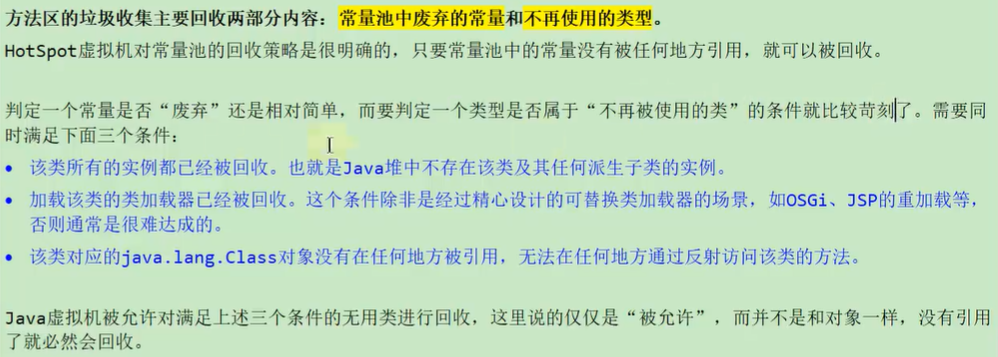 方法区的垃圾收集主要回收两部分内容：常量池中废弃的常量和不再使用的类型。
HotSpot虚拟机对常量池的回收策略是很明确的，只要常量池中的常量没有被任何地方引用，就可以被回收。
判定一个常量是否“废弃”还是相对简单，而要判定一个类型是否属于“不再被使用的类”的条件就比较苛刻了。需要同
时满足下面三个条件：
• 该类所有的实例都已经被回收。也就是Java堆中不存在该类及其任何派生子类的实例。
• 加载该类的类加载器已经被回收。这个条件除非是经过精心设计的可替换类加载器的场景，如OSGi、JSP的重加载等，
否则通常是很难达成的。
• 该类对应的java.lang.Class对象没有在任何地方被引用，无法在任何地方通过反射访问该类的方法。
Java虚拟机被允许对满足上述三个条件的无用类进行回收，这里说的仅仅是“被允许”，而并不是和对象一样，没有引用
了就必然会回收。